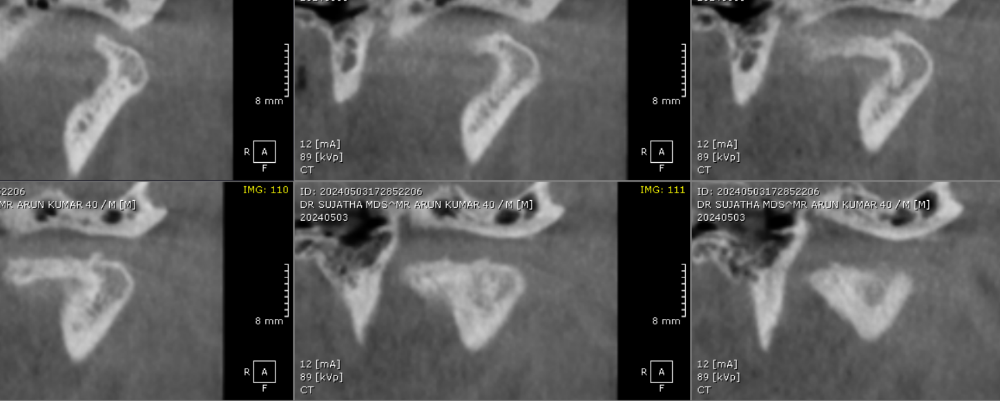 8 mm
R A
F
12 [mA]
89 [kVp]
CT
8 mm
R A
F
12 [mA]
89 [kVp]
CT
52206
MR ARUN KUMAR 40 / M [M]
IMG: 110
8 mm
R A
F
ID: 20240503172852206
DR SUJATHA MDS^MR ARUN KUMAR 40 / M [M]
20240503
IMG: 111
12 [mA]
89 [kVp]
CT
8 mm
R A
F
ID: 20240503172852206
DR SUJATHA MDS^MR ARUN KUMAR 40 / M [M]
20240503
12 [mA]
89 [kVp]
CT